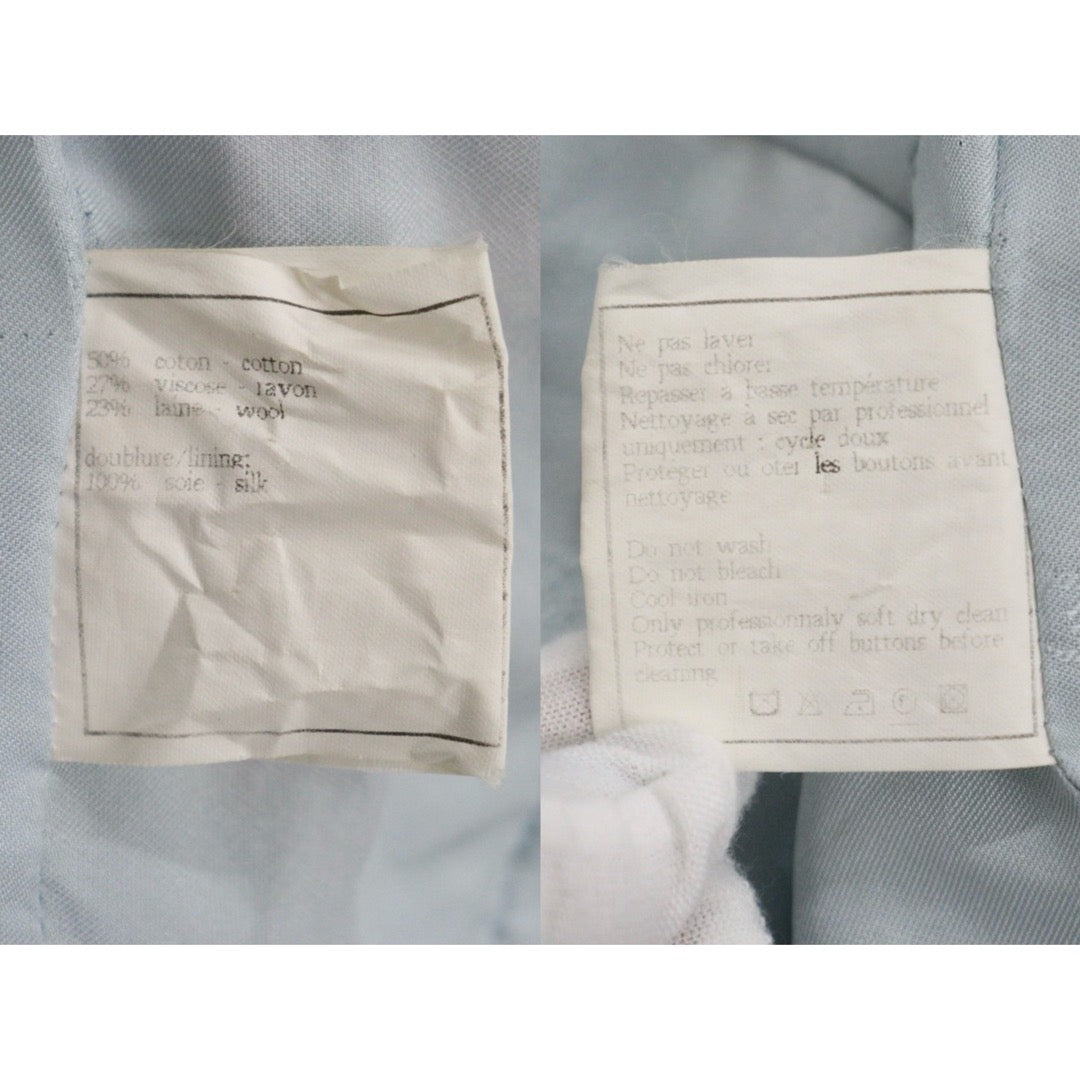 50% coton - cotton
27% viscose - rayon
23% laine - wool
doublure/lining:
100% soie - silk
Ne pas laver
Ne pas chlorer
Repasser à basse température
Nettoyage à sec par professionnel
uniquement : cycle doux
Proteger ou oter les boutons avant
nettoyage
Do not wash
Do not bleach
Cool iron
Only professionnaly soft dry clean
Protect or take off buttons before
cleaning